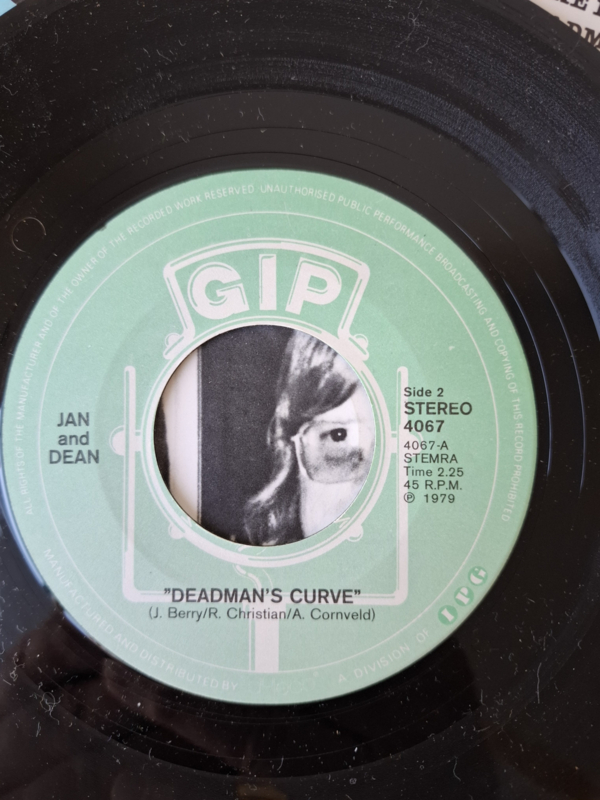 GIP
JAN
and
DEAN
Side 2
STEREO
4067
4067-A
STEMRA
Time 2.25
45 R.P.M.
℗ 1979
"DEADMAN'S CURVE"
(J. Berry/R. Christian/A. Cornveld)
ALL RIGHTS OF THE MANUFACTURER AND OF THE OWNER OF THE RECORDED WORK RESERVED. UNAUTHORISED PUBLIC PERFORMANCE BROADCASTING AND COPYING OF THIS RECORD PROHIBITED
MANUFACTURED AND DISTRIBUTED BY
A DIVISION OF IPG